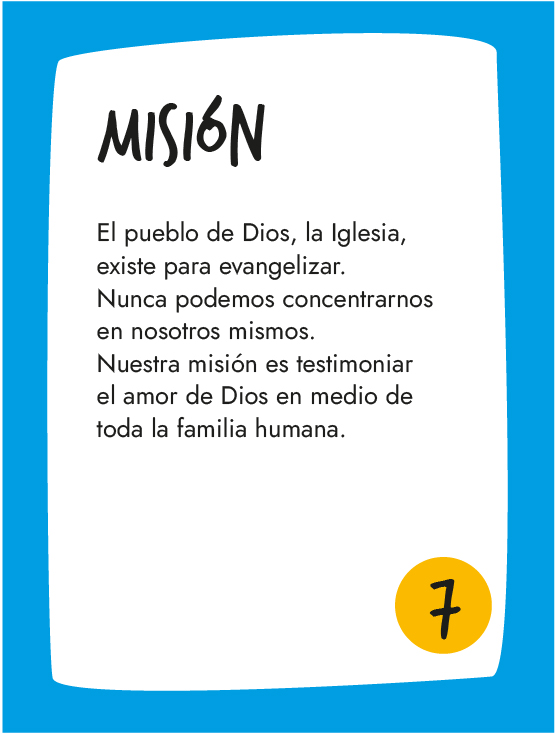 MISIÓN
El pueblo de Dios, la Iglesia,
existe para evangelizar.
Nunca podemos concentrarnos
en nosotros mismos.
Nuestra misión es testimoniar
el amor de Dios en medio de
toda la familia humana.
7